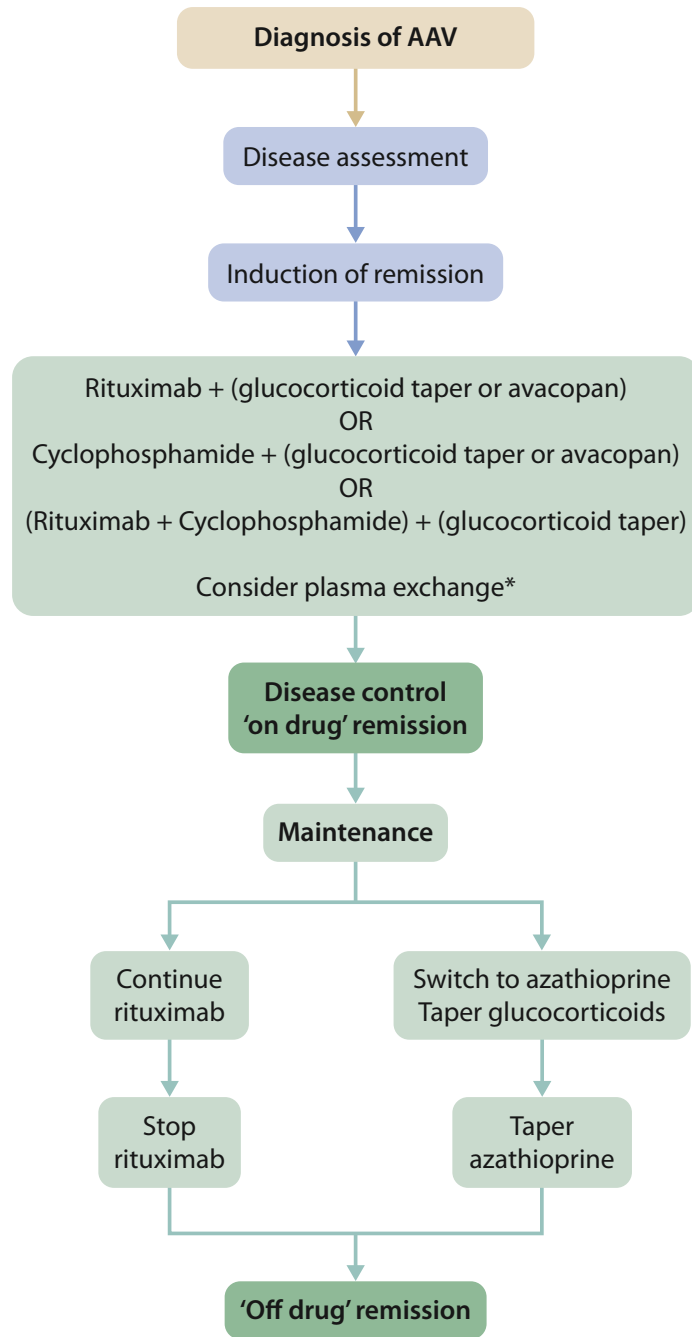 Diagnosis of AAV
Disease assessment
Induction of remission
Rituximab + (glucocorticoid taper or avacopan)
OR
Cyclophosphamide + (glucocorticoid taper or avacopan)
OR
(Rituximab + Cyclophosphamide) + (glucocorticoid taper)
Consider plasma exchange*
Disease control
‘on drug’ remission
Maintenance
Continue
rituximab
Switch to azathioprine
Taper glucocorticoids
Stop
rituximab
Taper
azathioprine
‘Off drug’ remission